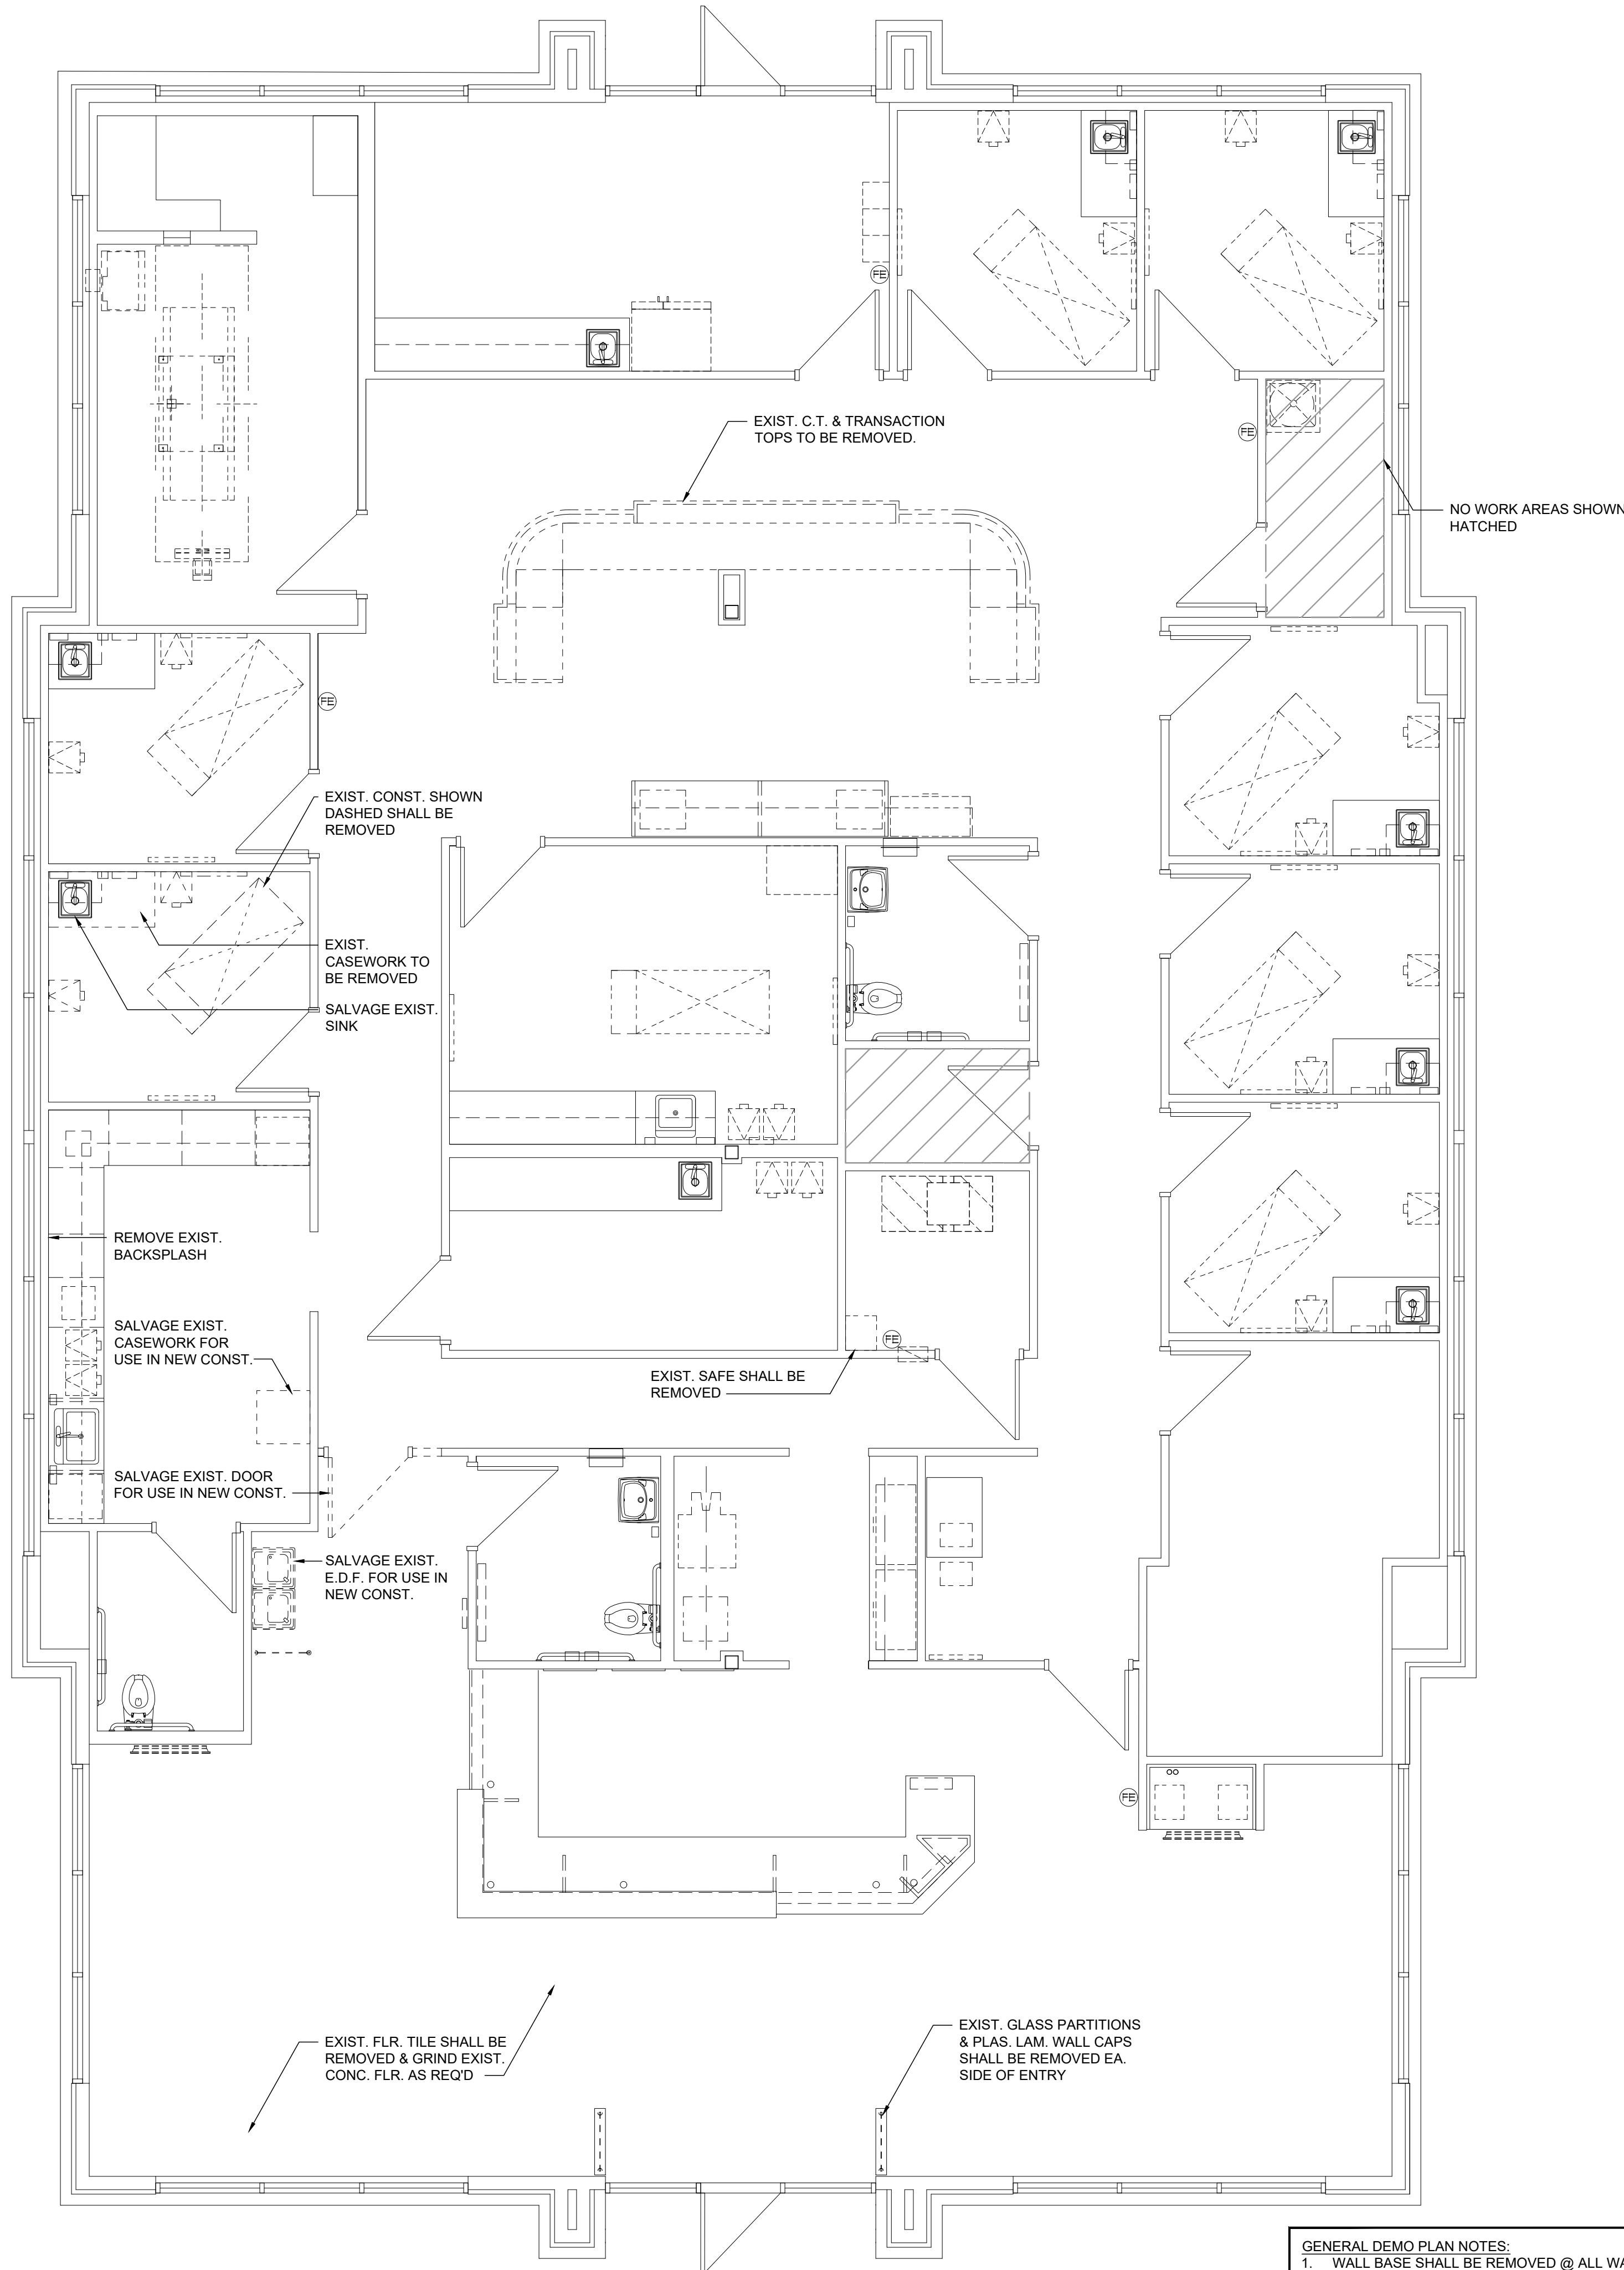 EXIST. C.T. & TRANSACTION
TOPS TO BE REMOVED.
FE
FE
NO WORK AREAS SHOWN
HATCHED
FE
EXIST. CONST. SHOWN
DASHED SHALL BE
REMOVED
EXIST.
CASEWORK TO
BE REMOVED
SALVAGE EXIST.
SINK
REMOVE EXIST.
BACKSPLASH
SALVAGE EXIST.
CASEWORK FOR
USE IN NEW CONST.
FE
EXIST. SAFE SHALL BE
REMOVED
SALVAGE EXIST. DOOR
FOR USE IN NEW CONST.
SALVAGE EXIST.
E.D.F. FOR USE IN
NEW CONST.
FE
EXIST. FLR. TILE SHALL BE
REMOVED & GRIND EXIST.
CONC. FLR. AS REQ'D
EXIST. GLASS PARTITIONS
& PLAS. LAM. WALL CAPS
SHALL BE REMOVED EA.
SIDE OF ENTRY
GENERAL DEMO PLAN NOTES:
1. WALL BASE SHALL BE REMOVED @ ALL